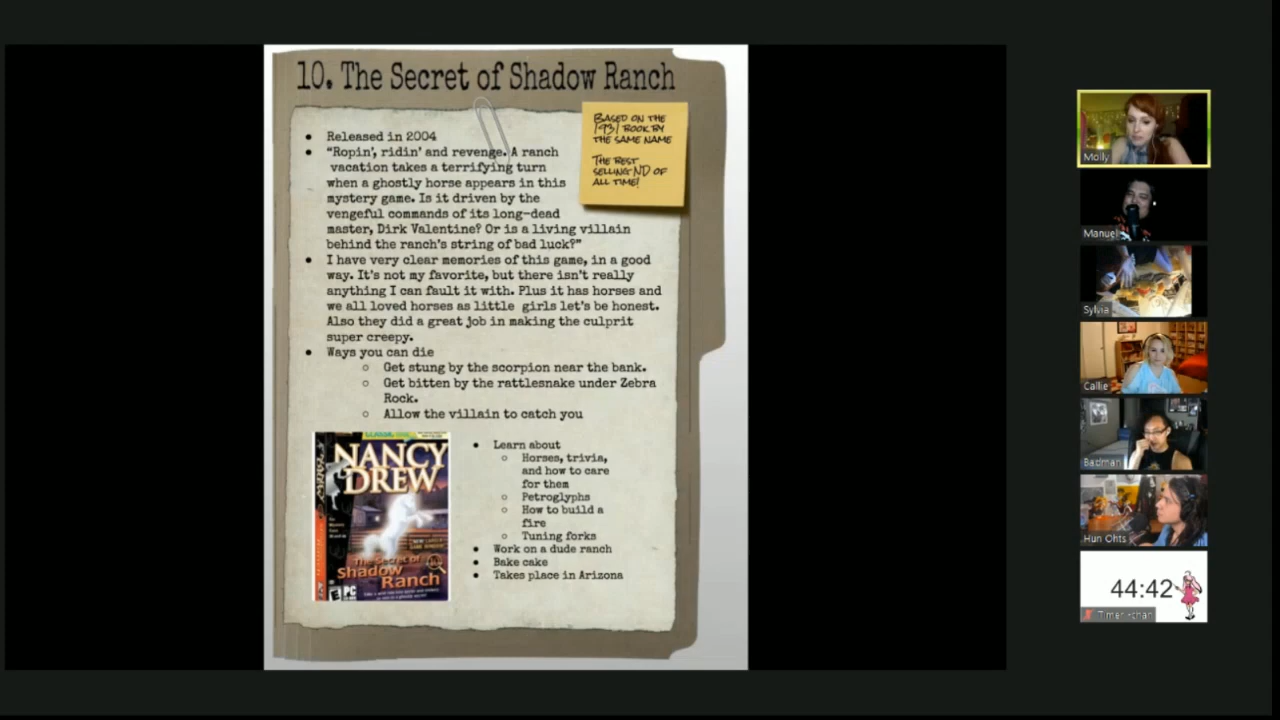 10. The Secret of Shadow Ranch
BASED ON THE
1931 BOOK BY
THE SAME NAME
THE BEST
SELLING ND OF
ALL TIME!
• Released in 2004
• “Ropin’, ridin’ and revenge. A ranch
vacation takes a terrifying turn
when a ghostly horse appears in this
mystery game. Is it driven by the
vengeful commands of its long-dead
master, Dirk Valentine? Or is a living villain
behind the ranch’s string of bad luck?”
• I have very clear memories of this game, in a good
way. It’s not my favorite, but there isn’t really
anything I can fault it with. Plus it has horses and
we all loved horses as little girls let’s be honest.
Also they did a great job in making the culprit
super creepy.
• Ways you can die
○ Get stung by the scorpion near the bank.
○ Get bitten by the rattlesnake under Zebra
Rock.
○ Allow the villain to catch you
NANCY
DREW
The Secret of
Shadow
Ranch
PC
• Learn about
○ Horses, trivia,
and how to care
for them
○ Petroglyphs
○ How to build a
fire
○ Tuning forks
• Work on a dude ranch
• Bake cake
• Takes place in Arizona
Molly
Manuel
Sylvia
Callie
Badman
Hun Ohts
44:42
Timer-chan